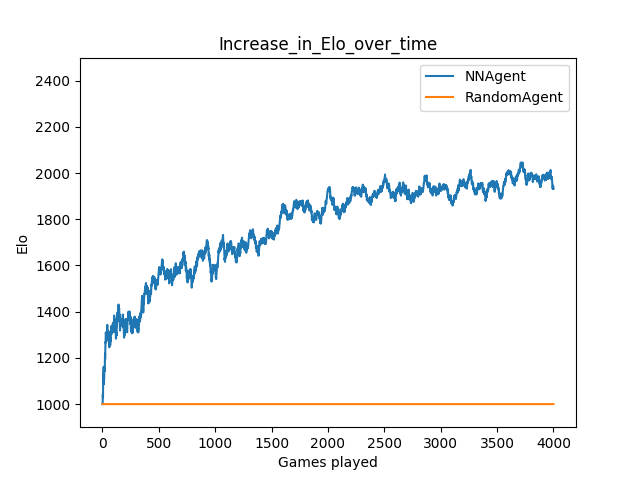 Increase_in_Elo_over_time
NNAgent
RandomAgent
2400
2200
2000
1800
1600
1400
1200
1000
Elo
0 500 1000 1500 2000 2500 3000 3500 4000
Games played